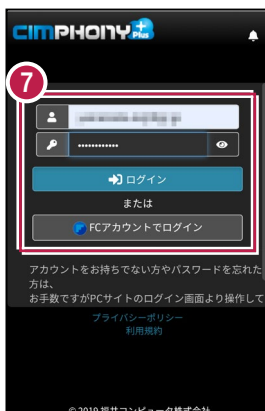 CIMPHONY Plus
7
••••••••••••
ログイン
または
FCアカウントでログイン
アカウントをお持ちでない方やパスワードを忘れた
方は、
お手数ですがPCサイトのログイン画面より操作して
プライバシーポリシー
利用規約
© 2019 福井コンピュータ株式会社